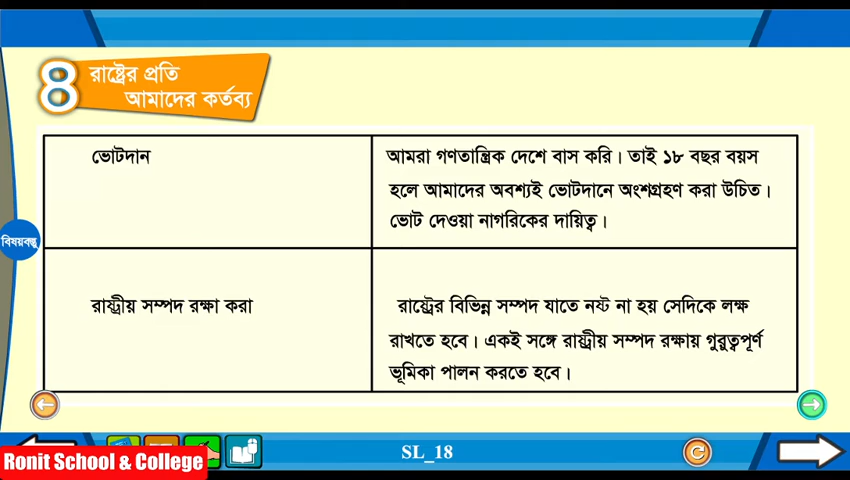 8
রাষ্ট্রের প্রতি
আমাদের কর্তব্য
ভোটদান
আমরা গণতান্ত্রিক দেশে বাস করি। তাই ১৮ বছর বয়স
হলে আমাদের অবশ্যই ভোটদানে অংশগ্রহণ করা উচিত।
ভোট দেওয়া নাগরিকের দায়িত্ব।
বিষয়বস্তু
রাষ্ট্রীয় সম্পদ রক্ষা করা
রাষ্ট্রের বিভিন্ন সম্পদ যাতে নষ্ট না হয় সেদিকে লক্ষ
রাখতে হবে। একই সঙ্গে রাষ্ট্রীয় সম্পদ রক্ষায় গুরুত্বপূর্ণ
ভূমিকা পালন করতে হবে।
SL_18
Ronit School & College